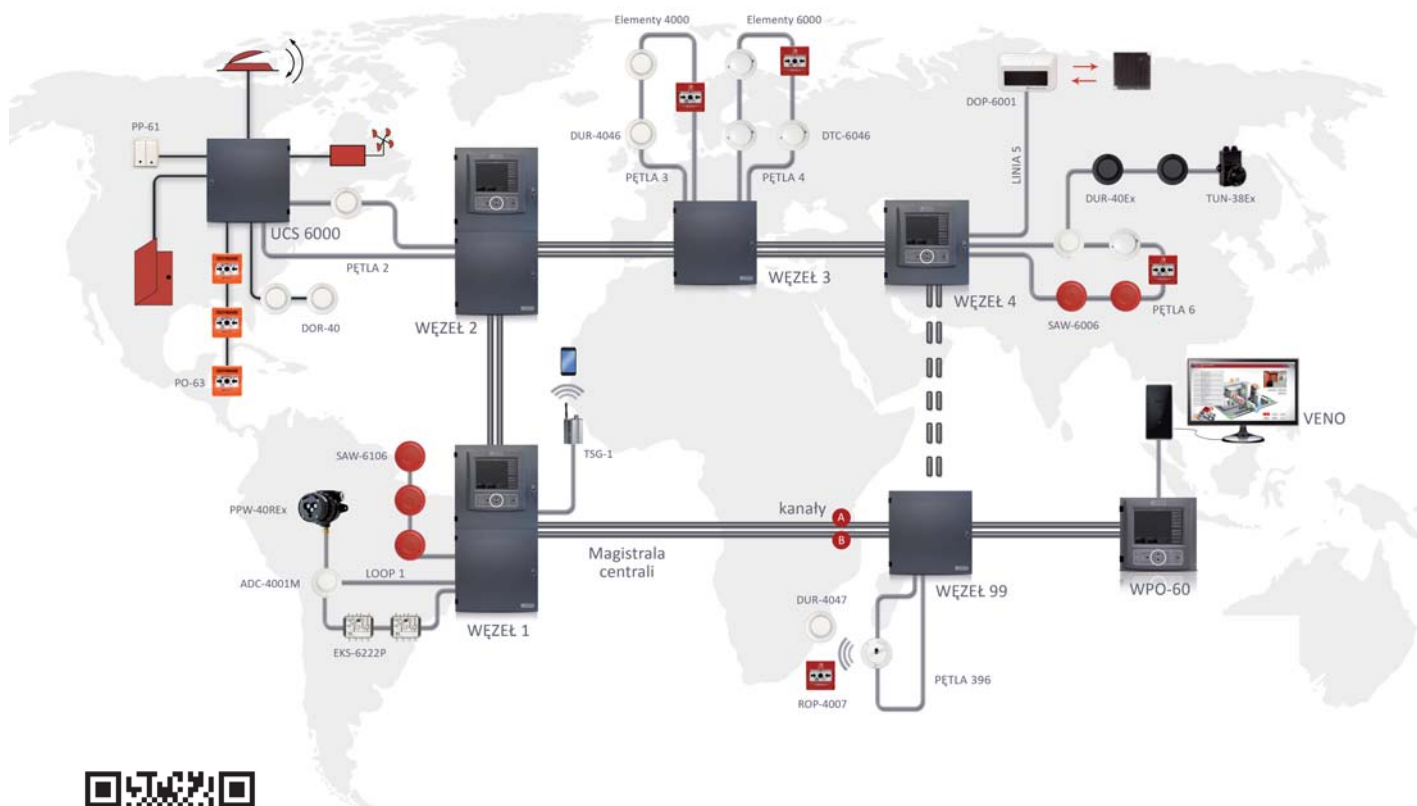 Elementy 4000
Elementy 6000
DOP-6001
PP-61
DUR-4046
DTC-6046
PĘTLA 3
PĘTLA 4
LINIA 5
DUR-40Ex
TUN-38Ex
UCS 6000
PĘTLA 2
WĘZEŁ 3
WĘZEŁ 4
SAW-6006
PĘTLA 6
DOR-40
WĘZEŁ 2
PO-63
VENO
SAW-6106
TSG-1
PPW-40REx
kanały
A
B
Magistrala
centrali
LOOP 1
ADC-4001M
WĘZEŁ 99
WPO-60
DUR-4047
WĘZEŁ 1
EKS-6222P
PĘTLA 396
ROP-4007